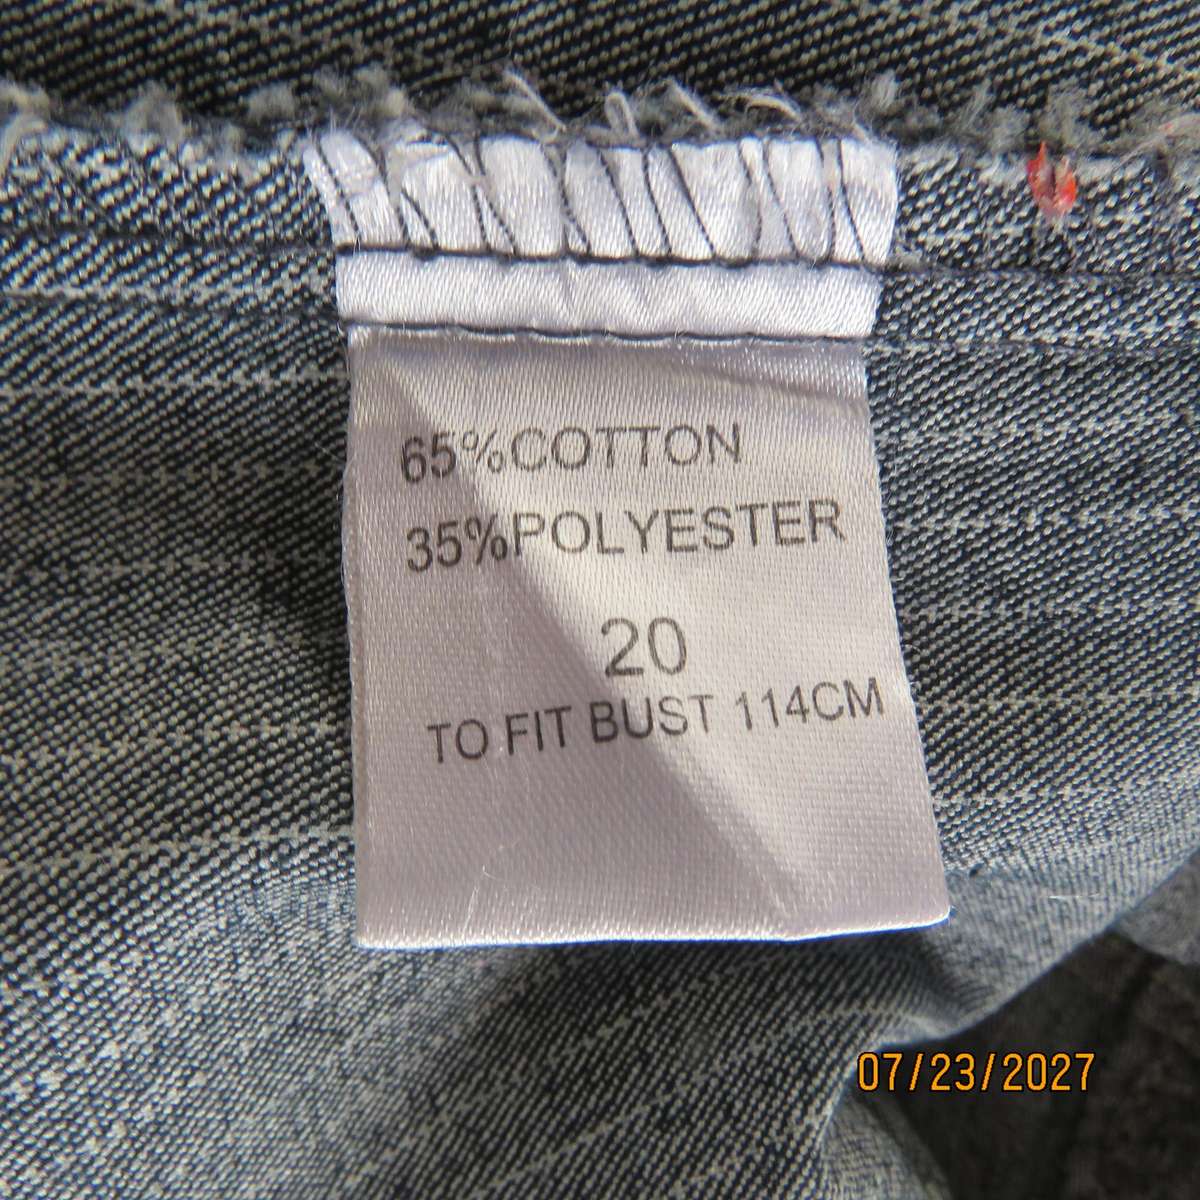 65%COTTON
35%POLYESTER
20
TO FIT BUST 114CM
07/23/2027